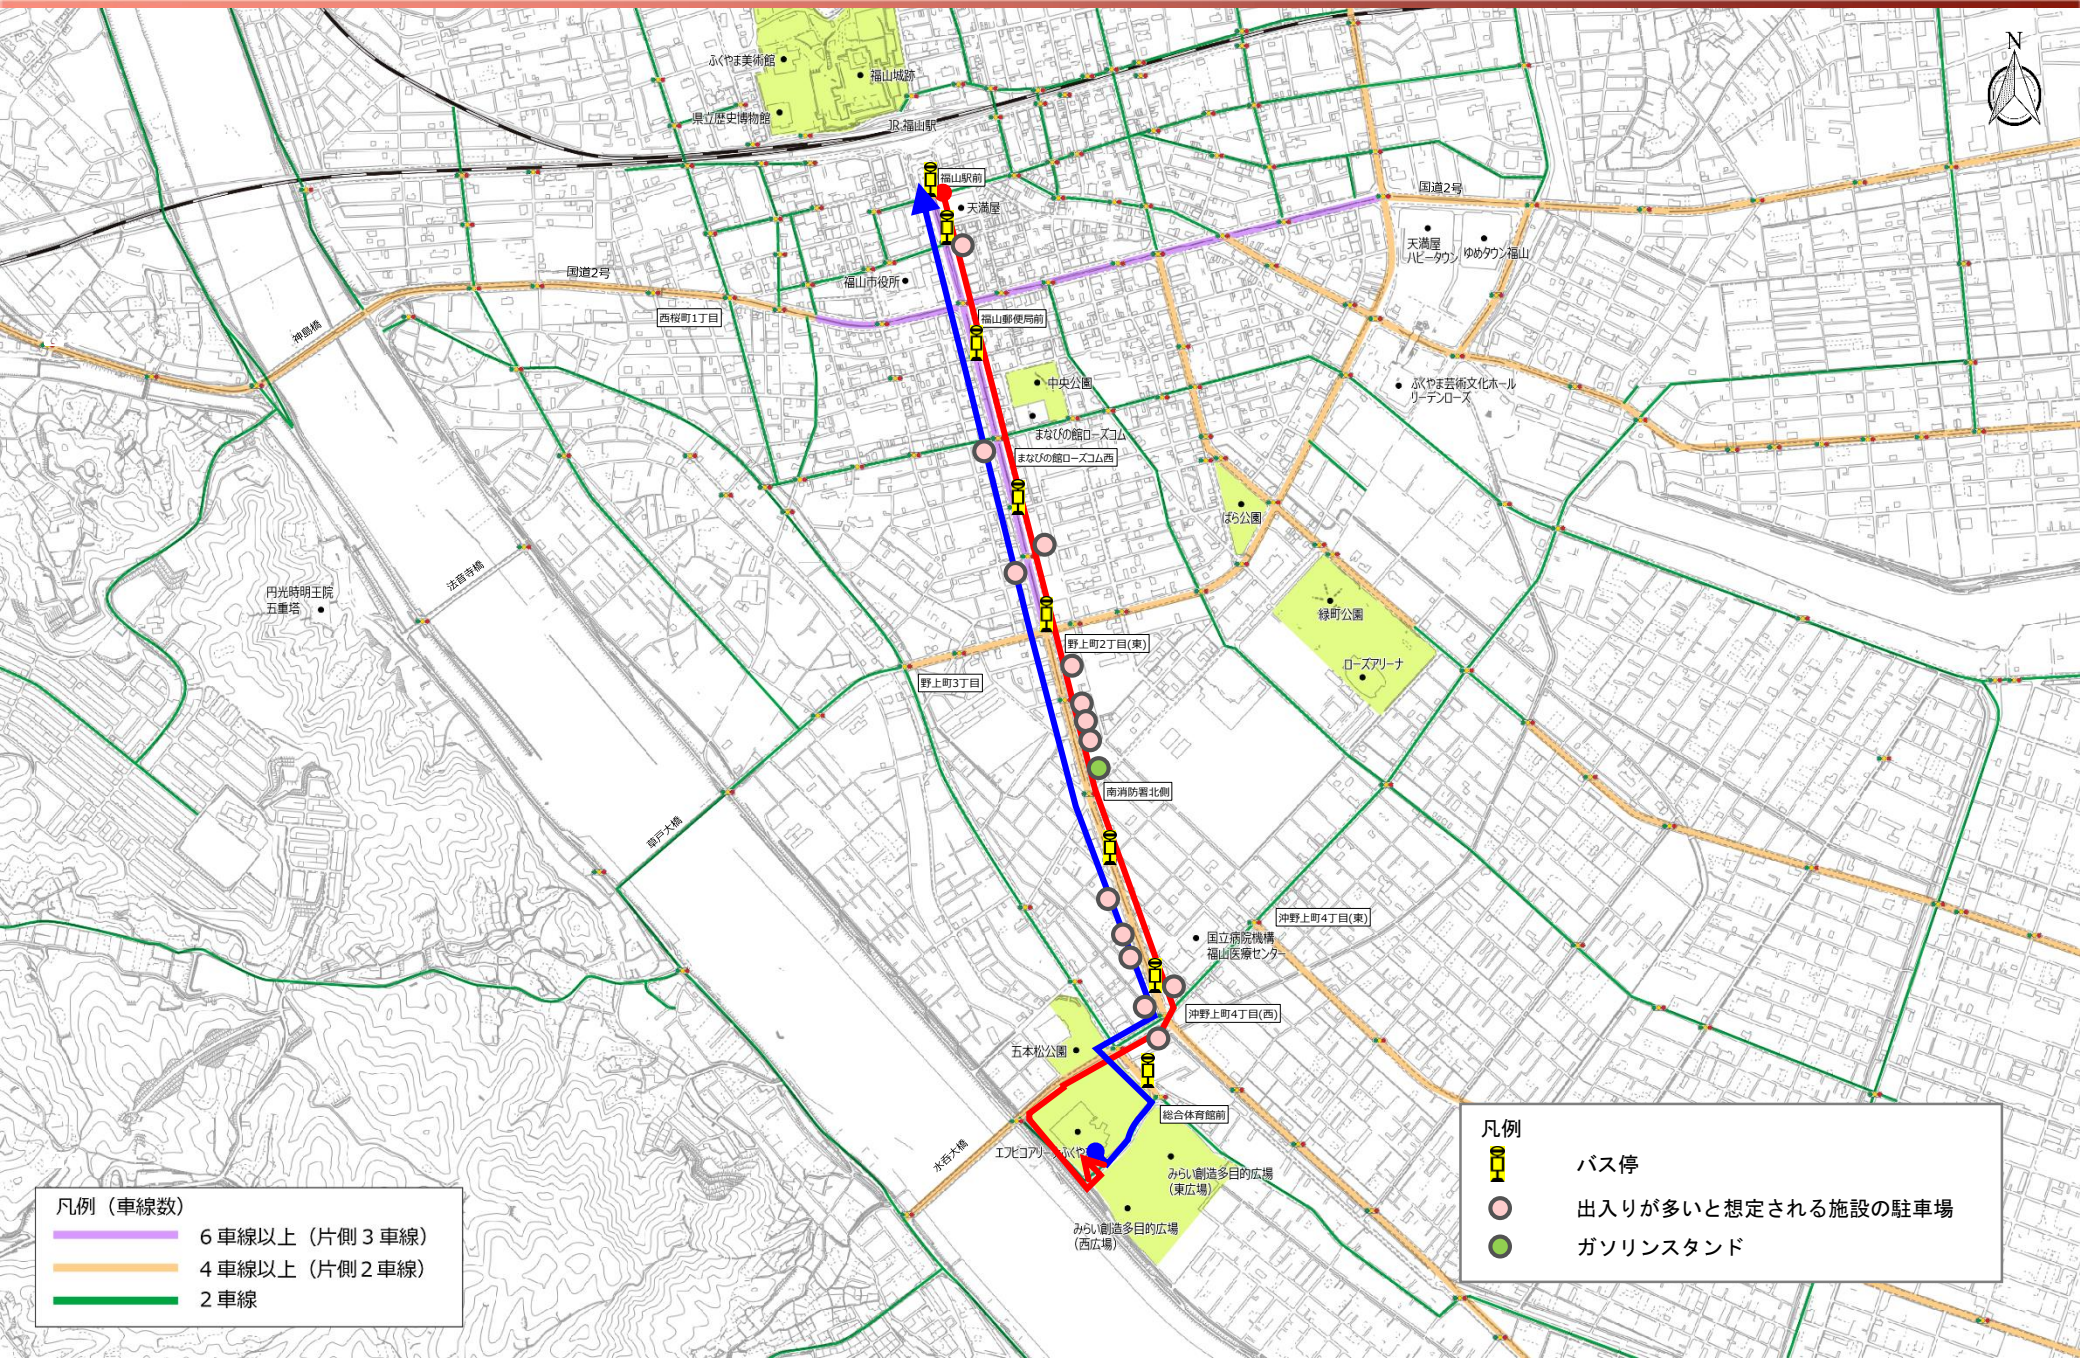 N
ふくやま美術館
福山城跡
県立歴史博物館
JR 福山駅
福山駅前
天満屋
国道2号
天満屋
ハピータウン
ゆめタウン福山
国道2号
福山市役所
西桜町1丁目
福山郵便局前
神島橋
中央公園
ふくやま芸術文化ホール
リーデンローズ
まなびの館ローズコム
まなびの館ローズコム西
ばら公園
法音寺橋
円光時明王院
五重塔
緑町公園
野上町2丁目(東)
ローズアリーナ
野上町3丁目
南消防署北側
草戸大橋
沖野上町4丁目(東)
国立病院機構
福山医療センター
沖野上町4丁目(西)
五本松公園
総合体育館前
水呑大橋
エフピコアリーナふくやま
みらい創造多目的広場
(東広場)
みらい創造多目的広場
(西広場)
凡例
バス停
出入りが多いと想定される施設の駐車場
ガソリンスタンド
凡例（車線数）
６車線以上（片側３車線）
４車線以上（片側２車線）
２車線